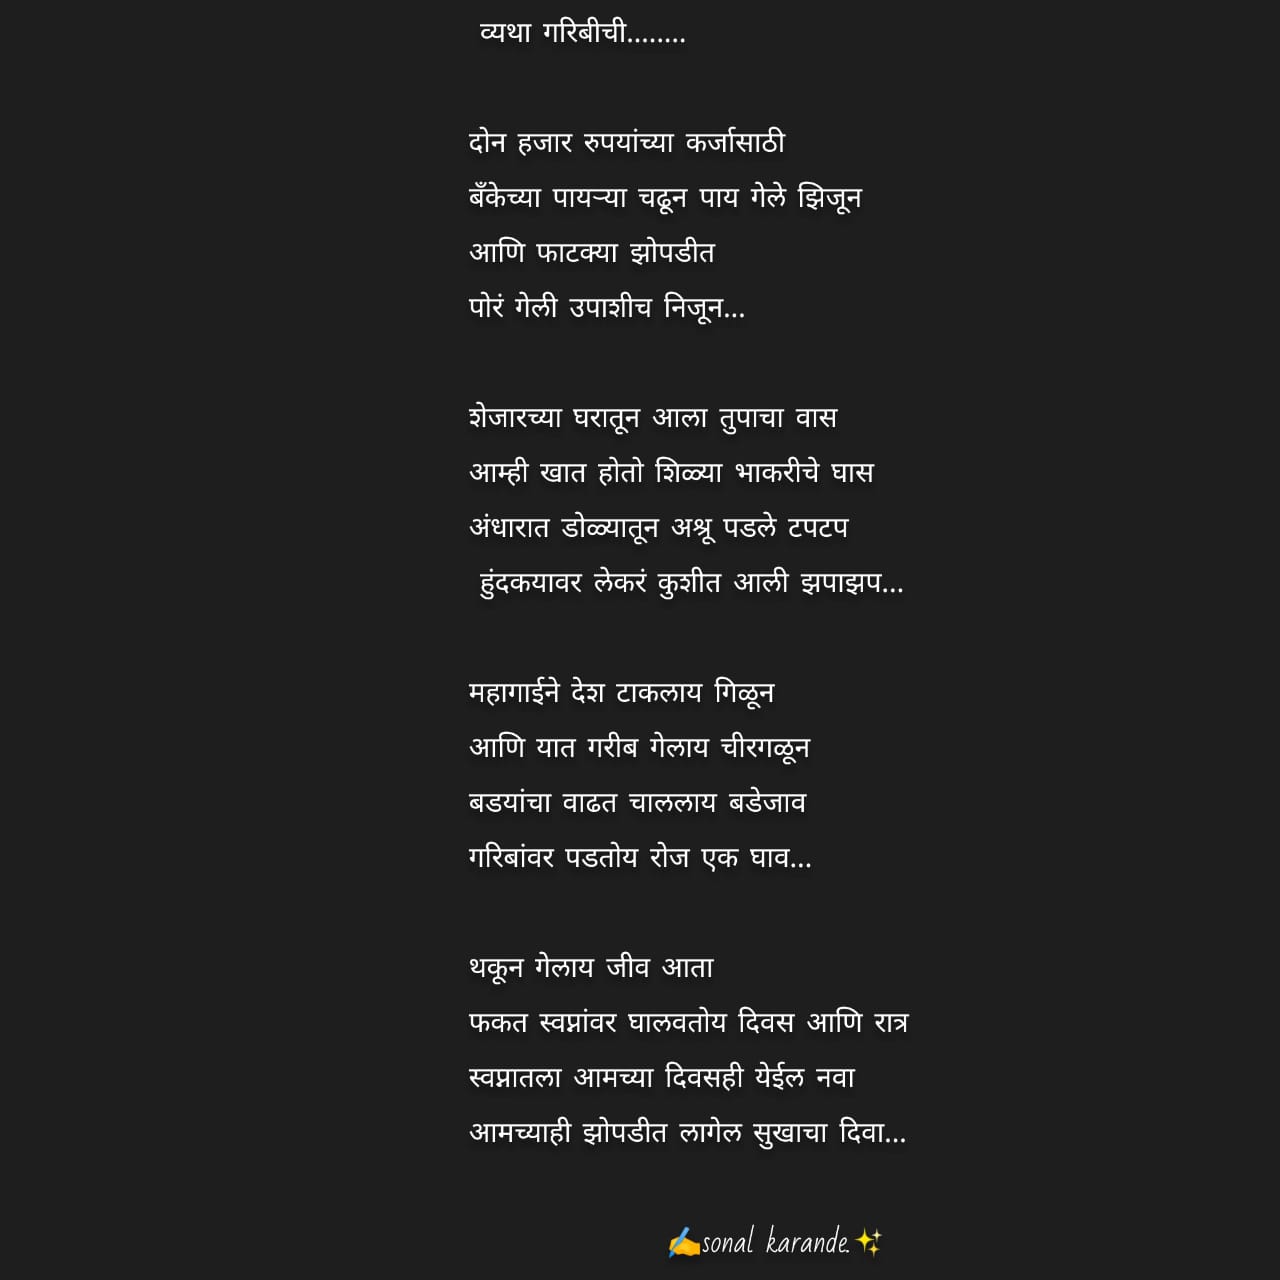 व्यथा गरिबीची........
दोन हजार रुपयांच्या कर्जासाठी
बँकेच्या पायऱ्या चढून पाय गेले झिजून
आणि फाटक्या झोपडीत
पोरं गेली उपाशीच निजून...
शेजारच्या घरातून आला तुपाचा वास
आम्ही खात होतो शिळ्या भाकरीचे घास
अंधारात डोळ्यातून अश्रू पडले टपटप
हुंदकयावर लेकरं कुशीत आली झपाझप...
महागाईने देश टाकलाय गिळून
आणि यात गरीब गेलाय चीरगळून
बडयांचा वाढत चाललाय बडेजाव
गरिबांवर पडतोय रोज एक घाव...
थकून गेलाय जीव आता
फकत स्वप्नांवर घालवतोय दिवस आणि रात्र
स्वप्नातला आमच्या दिवसही येईल नवा
आमच्याही झोपडीत लागेल सुखाचा दिवा...
✍️sonal karande.✨